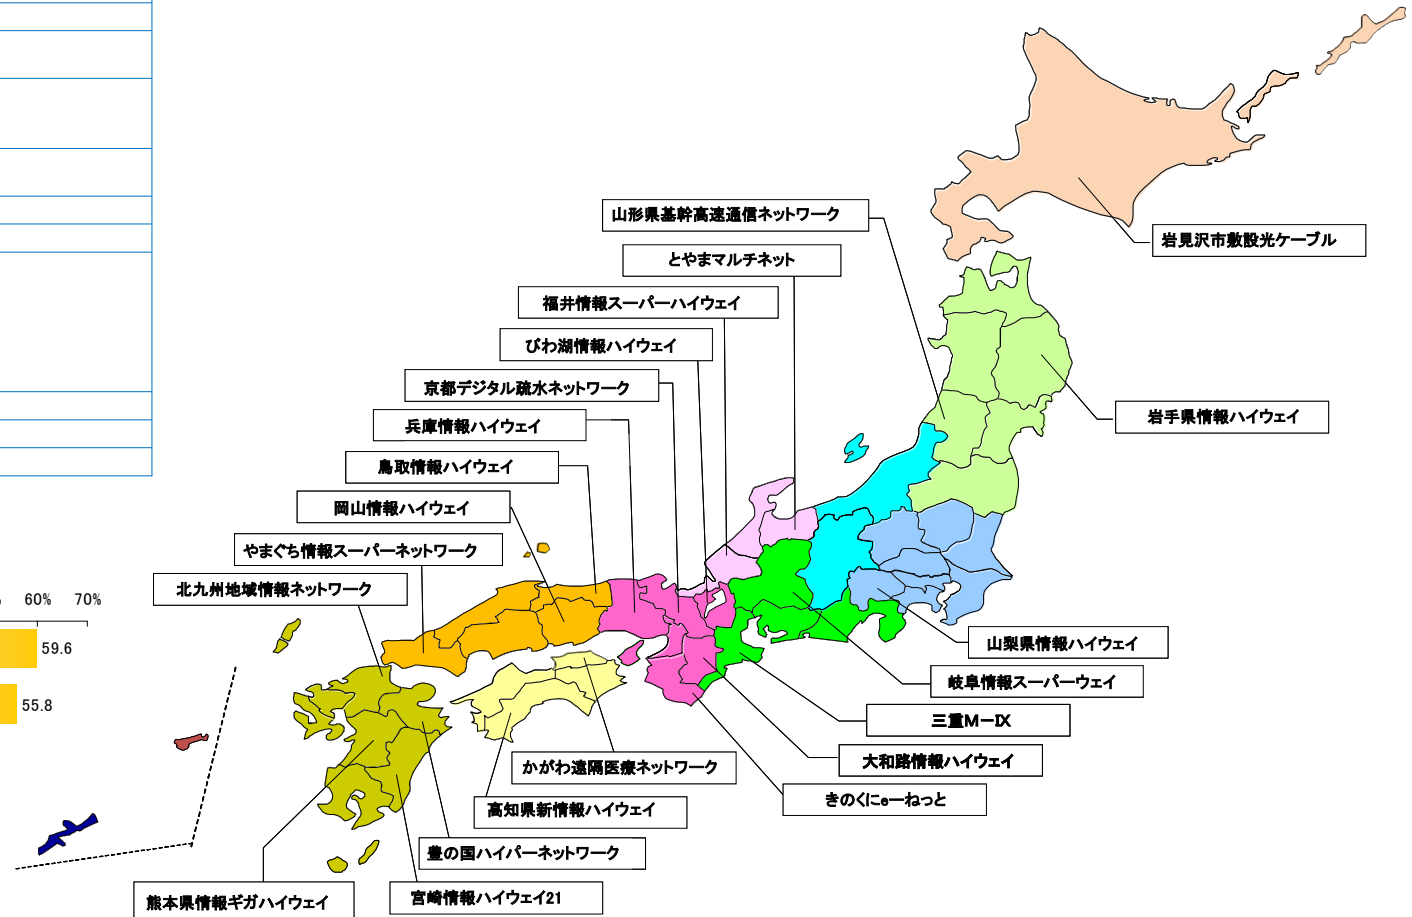 山形県基幹高速通信ネットワーク
岩見沢市敷設光ケーブル
とやまマルチネット
福井情報スーパーハイウェイ
びわ湖情報ハイウェイ
京都デジタル疏水ネットワーク
兵庫情報ハイウェイ
岩手県情報ハイウェイ
鳥取情報ハイウェイ
岡山情報ハイウェイ
やまぐち情報スーパーネットワーク
北九州地域情報ネットワーク
60% 70%
59.6
55.8
山梨県情報ハイウェイ
岐阜情報スーパーウェイ
三重M-IX
大和路情報ハイウェイ
かがわ遠隔医療ネットワーク
きのくにe-ねっと
高知県新情報ハイウェイ
豊の国ハイパーネットワーク
宮崎情報ハイウェイ21
熊本県情報ギガハイウェイ